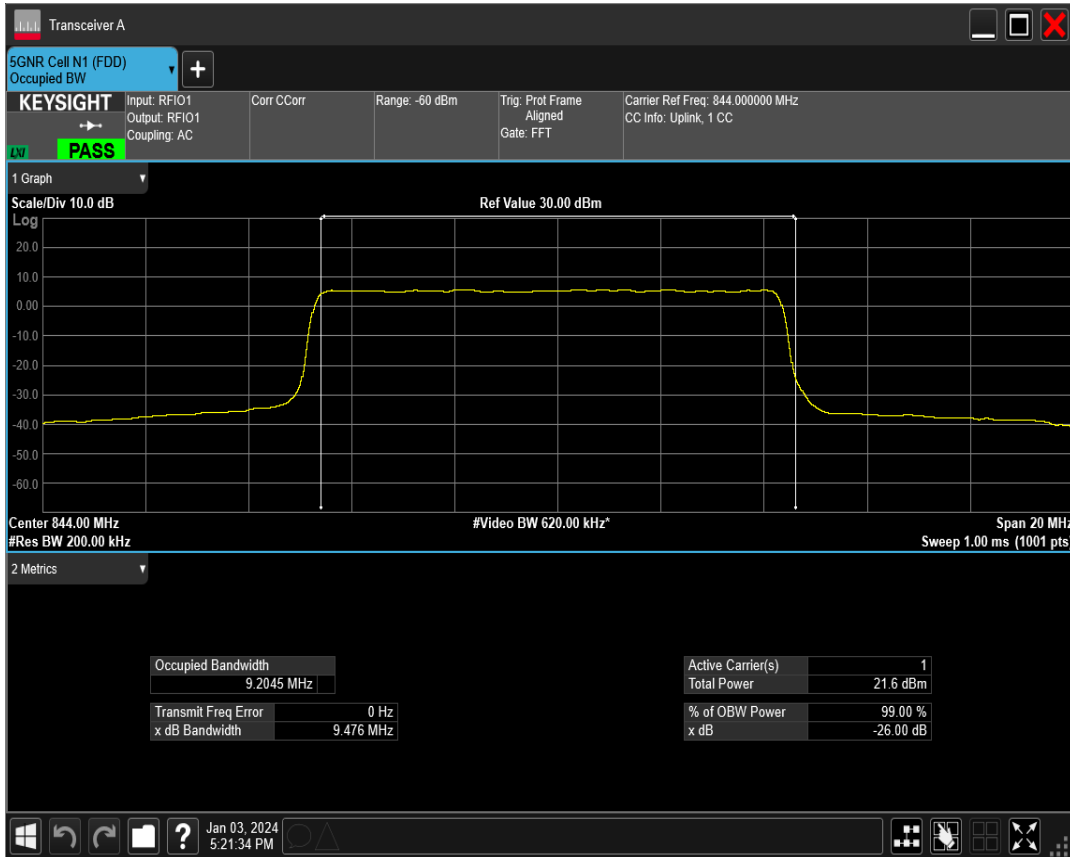 Transceiver A
5GNR Cell N1 (FDD)
Occupied BW
+
KEYSIGHT
LXI
PASS
Input: RFIO1
Output: RFIO1
Coupling: AC
Corr CCorr
Range: -60 dBm
Trig: Prot Frame
Aligned
Gate: FFT
Carrier Ref Freq: 844.000000 MHz
CC Info: Uplink, 1 CC
1 Graph
Scale/Div 10.0 dB
Ref Value 30.00 dBm
Log
20.0
10.0
0.00
-10.0
-20.0
-30.0
-40.0
-50.0
-60.0
Center 844.00 MHz
#Video BW 620.00 kHz*
Span 20 MHz
#Res BW 200.00 kHz
Sweep 1.00 ms (1001 pts)
2 Metrics
Occupied Bandwidth
9.2045 MHz
Transmit Freq Error 0 Hz
x dB Bandwidth 9.476 MHz
Active Carrier(s) 1
Total Power 21.6 dBm
% of OBW Power 99.00 %
x dB -26.00 dB
?
Jan 03, 2024
5:21:34 PM